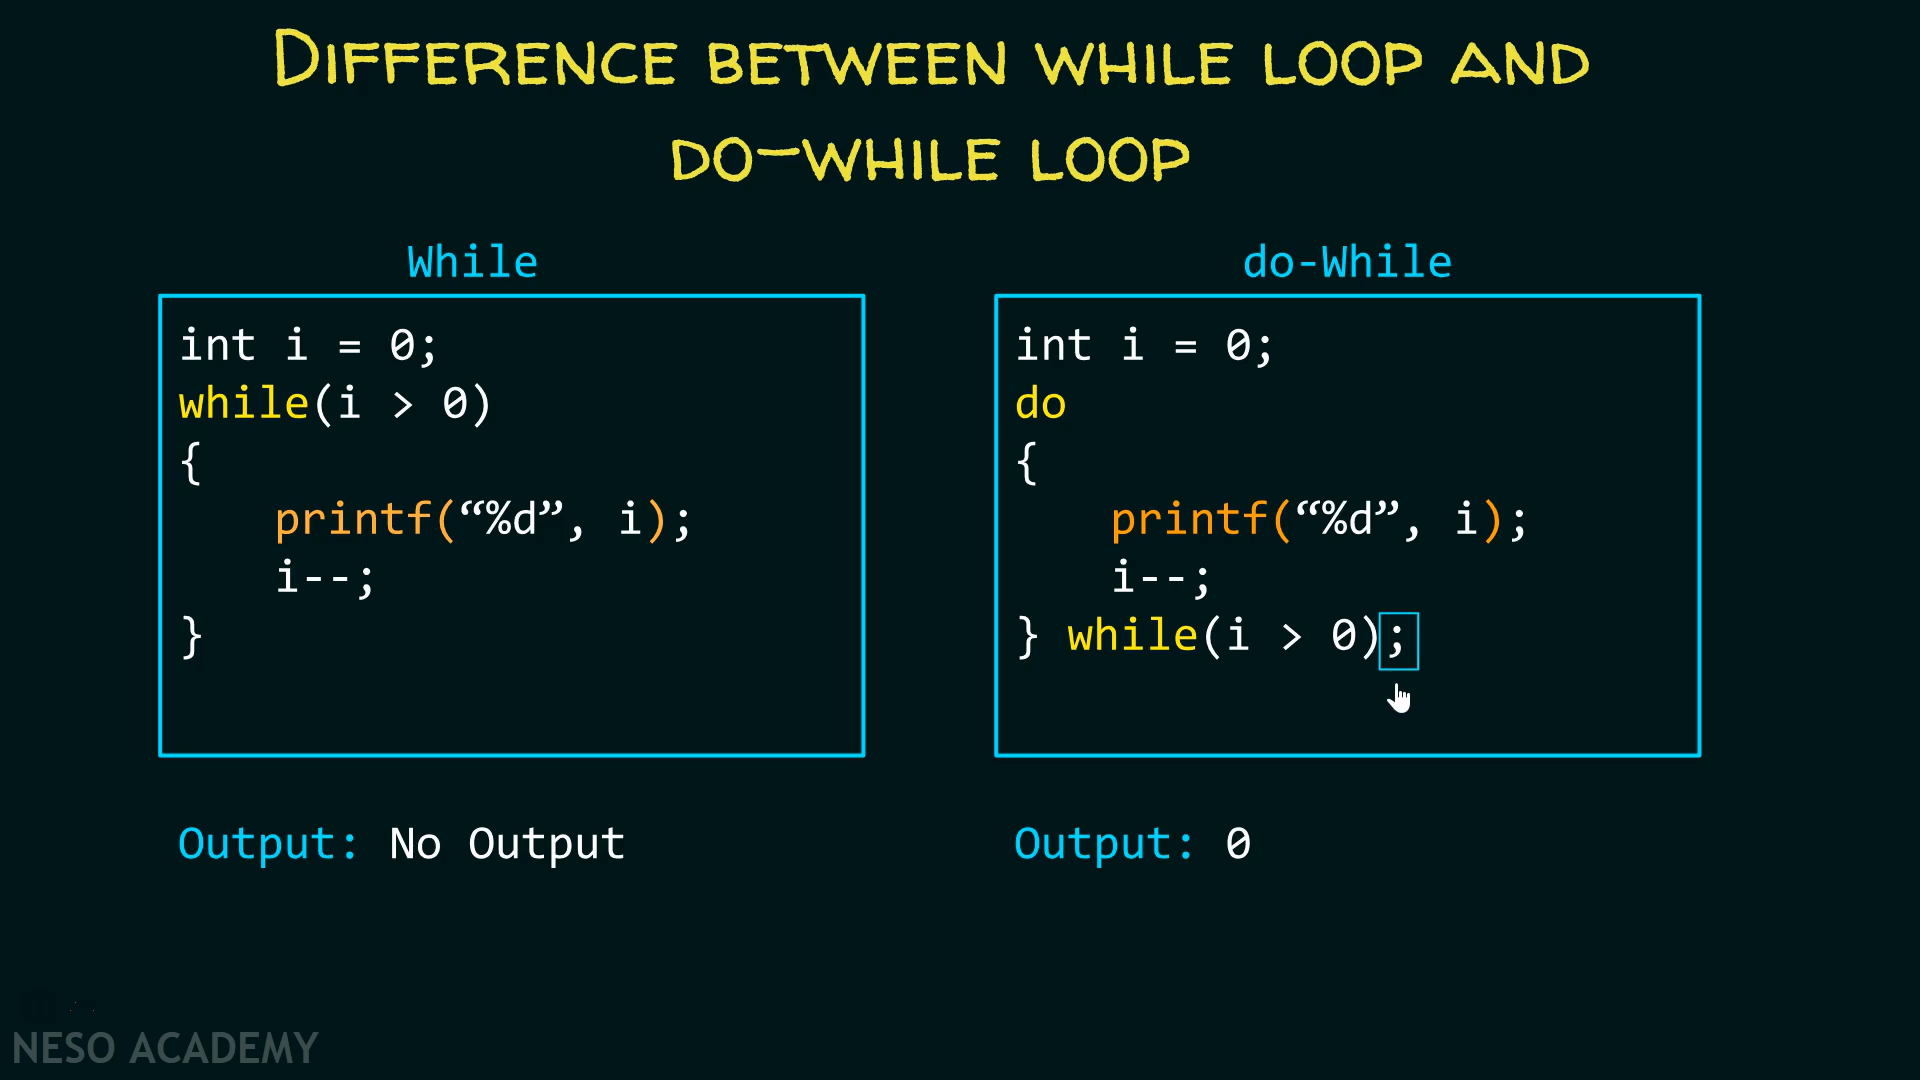 DIFFERENCE BETWEEN WHILE LOOP AND
DO-WHILE LOOP
While
int i = 0;
while(i > 0)
{
printf(“%d”, i);
i--;
}
Output: No Output
do-While
int i = 0;
do
{
printf(“%d”, i);
i--;
} while(i > 0);
Output: 0
NESO ACADEMY